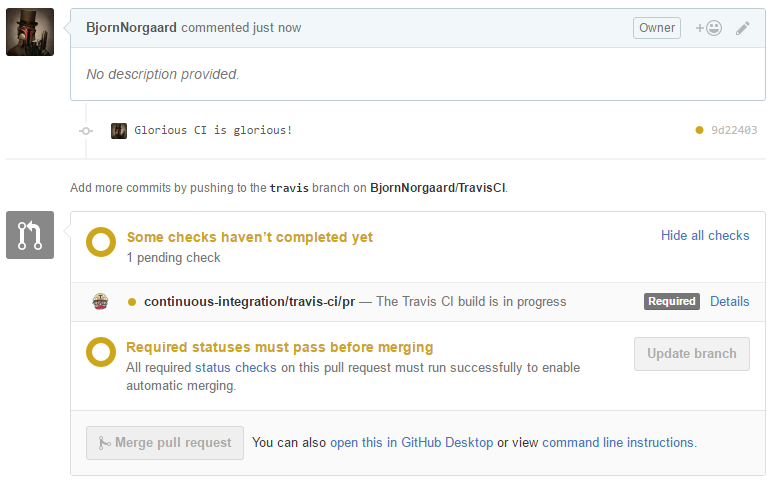 BjornNorgaard commented just now
Owner
No description provided.
Glorious CI is glorious!
9d22403
Add more commits by pushing to the travis branch on BjornNorgaard/TravisCI.
Some checks haven’t completed yet
Hide all checks
1 pending check
continuous-integration/travis-ci/pr — The Travis CI build is in progress
Required
Details
Required statuses must pass before merging
Update branch
All required status checks on this pull request must run successfully to enable
automatic merging.
Merge pull request
You can also open this in GitHub Desktop or view command line instructions.